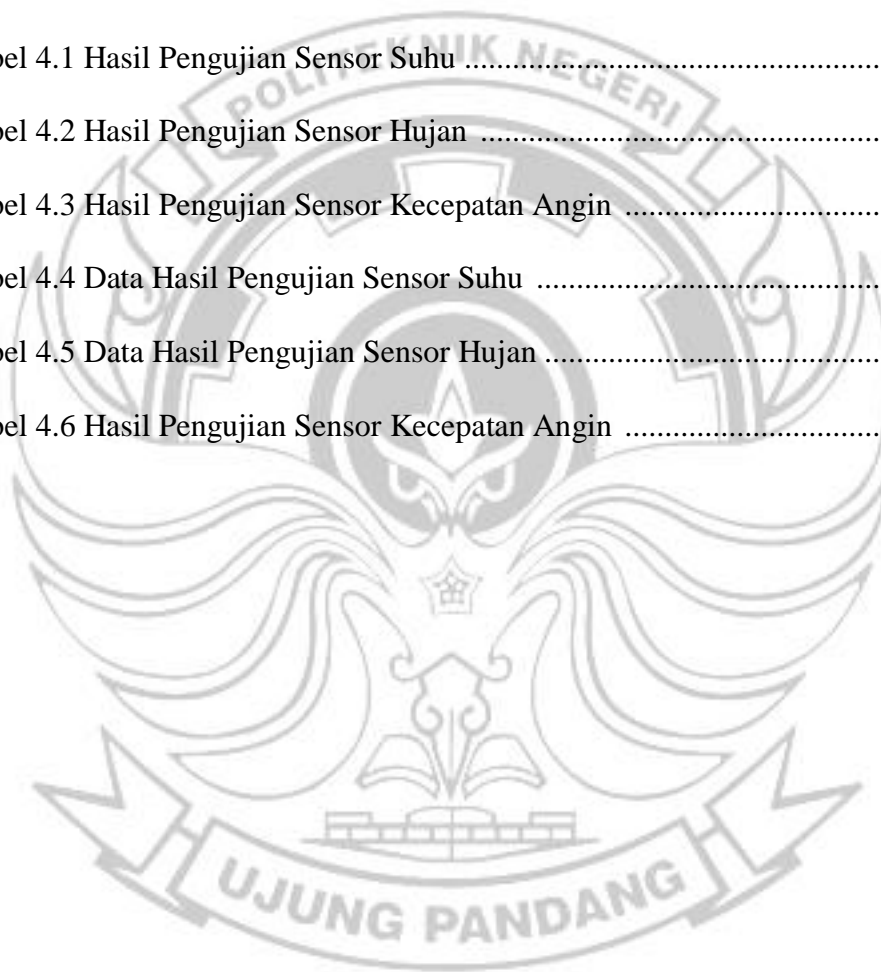 bel 4.1 Hasil Pengujian Sensor Suhu ....................................................
POLITEKNIK NEGERI
bel 4.2 Hasil Pengujian Sensor Hujan ..................................................
bel 4.3 Hasil Pengujian Sensor Kecepatan Angin ................................
bel 4.4 Data Hasil Pengujian Sensor Suhu ...........................................
bel 4.5 Data Hasil Pengujian Sensor Hujan ..........................................
bel 4.6 Hasil Pengujian Sensor Kecepatan Angin ................................
UJUNG PANDANG